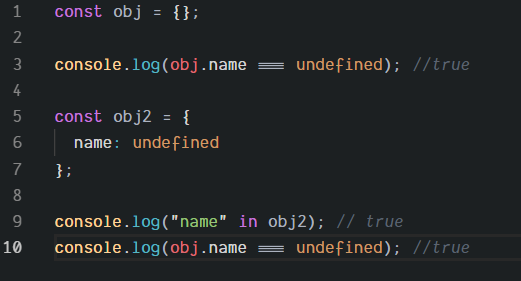 1 const obj = {};
2
3 console.log(obj.name === undefined); //true
4
5 const obj2 = {
6 name: undefined
7 };
8
9 console.log("name" in obj2); // true
10 console.log(obj.name === undefined); //true